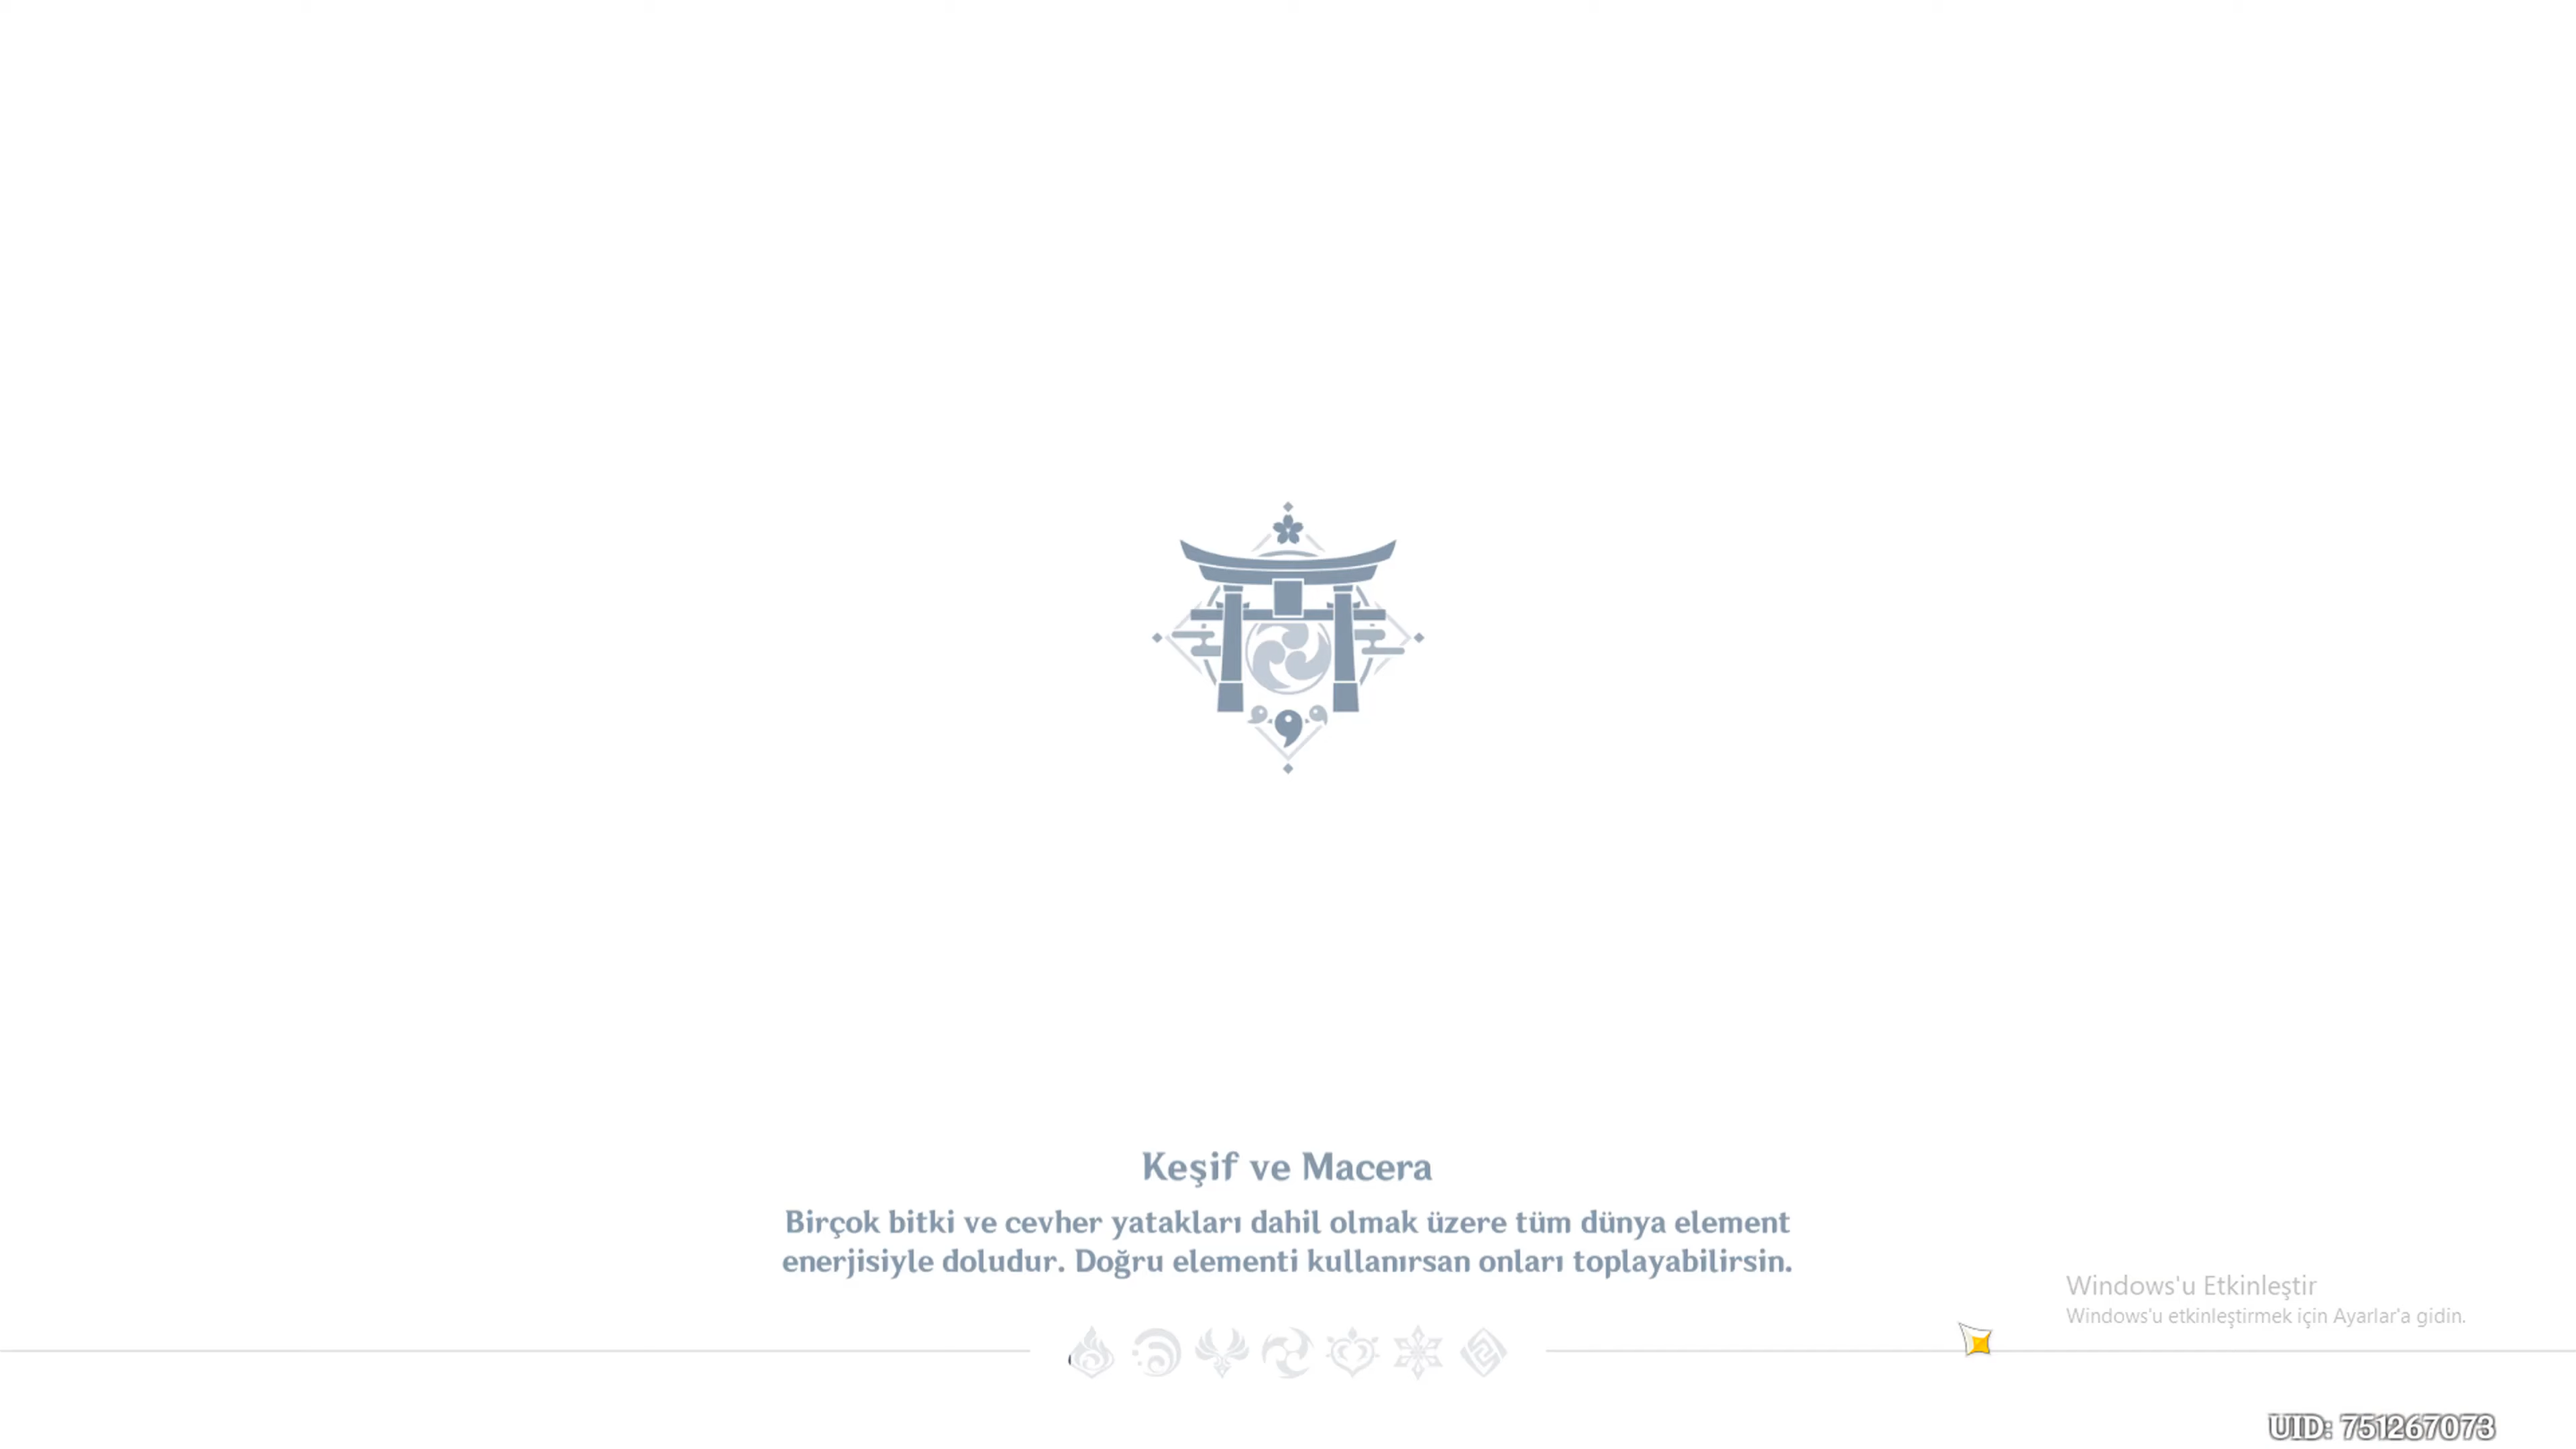 Keşif ve Macera
Birçok bitki ve cevher yatakları dahil olmak üzere tüm dünya element
enerjisiyle doludur. Doğru elementi kullanırsan onları toplayabilirsin.
Windows'u Etkinleştir
Windows'u etkinleştirmek için Ayarlar'a gidin.
UID: 751267073